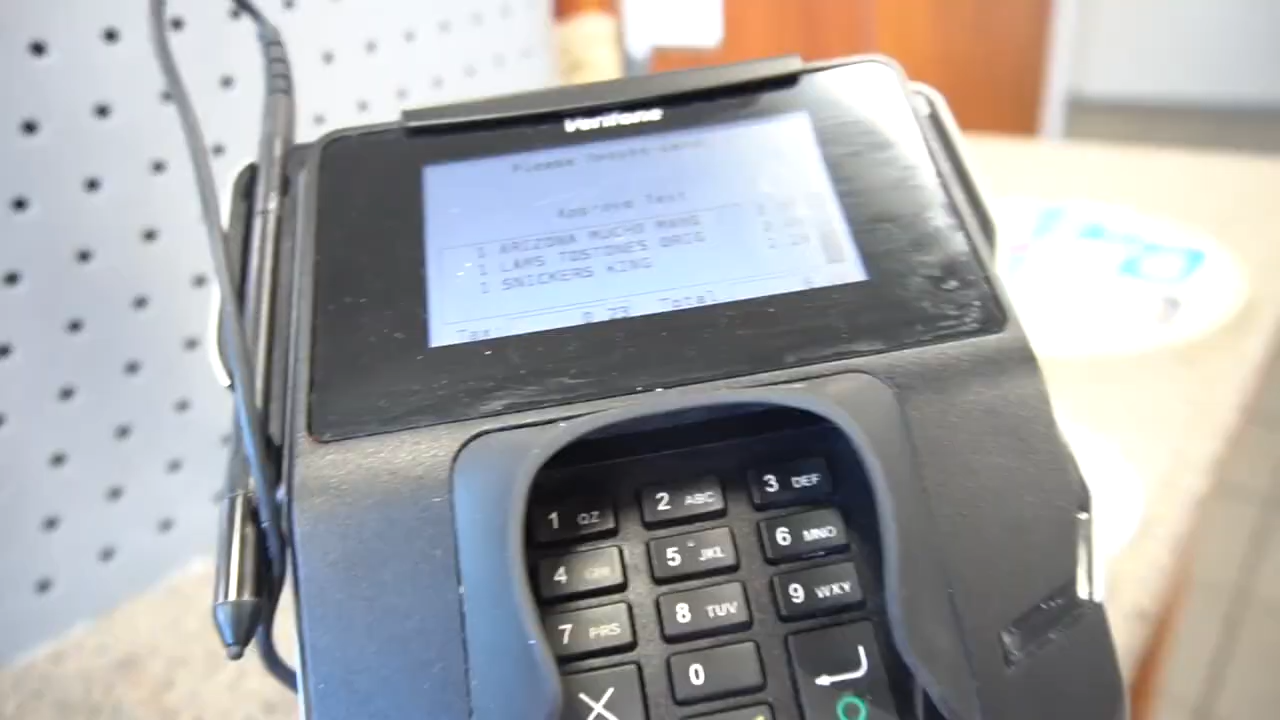 Verifone
Please Insert Card
Approve Text
1 ARIZONA MUCHO MANG
1 LAMS TOSTONES ORIG
1 SNICKERS KING
Tax: 0.23 Total
1 QZ 2 ABC 3 DEF
4 GHI 5 JKL 6 MNO
7 PRS 8 TUV 9 WXY
0